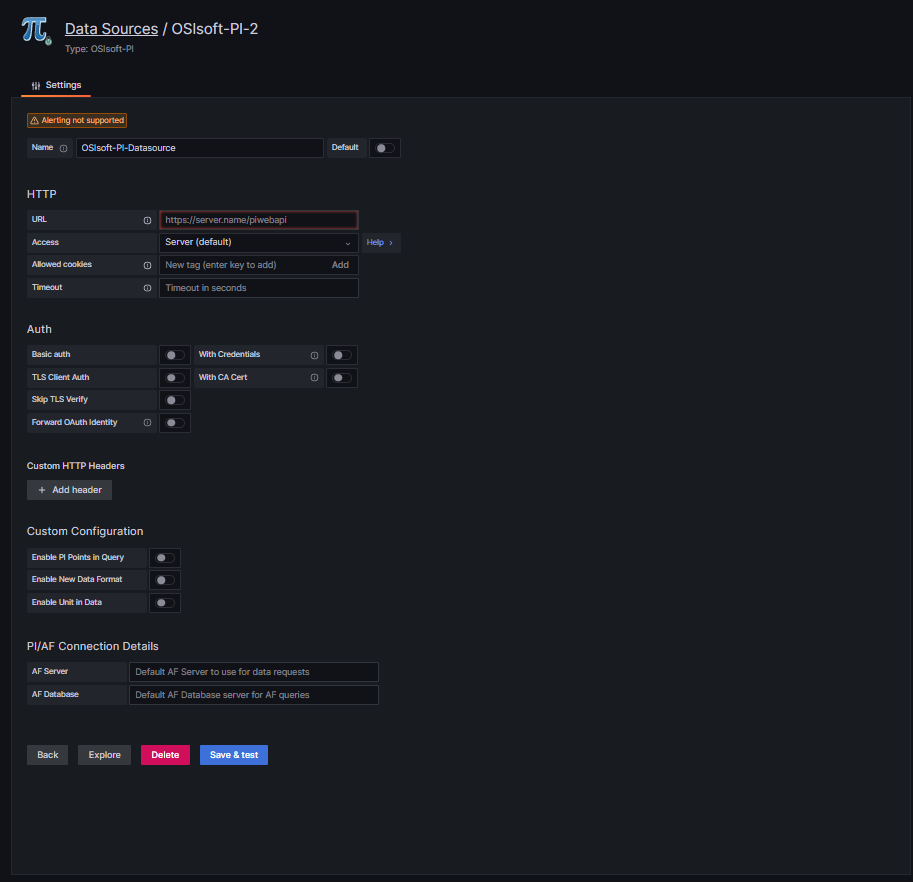 Data Sources / OSIsoft-PI-2
Type: OSIsoft-PI
Settings
Alerting not supported
Name OSIsoft-PI-Datasource Default
HTTP
URL https://server.name/piwebapi
Access Server (default) Help ›
Allowed cookies New tag (enter key to add) Add
Timeout Timeout in seconds
Auth
Basic auth With Credentials
TLS Client Auth With CA Cert
Skip TLS Verify
Forward OAuth Identity
Custom HTTP Headers
+ Add header
Custom Configuration
Enable PI Points in Query
Enable New Data Format
Enable Unit in Data
PI/AF Connection Details
AF Server Default AF Server to use for data requests
AF Database Default AF Database server for AF queries
Back Explore Delete Save & test